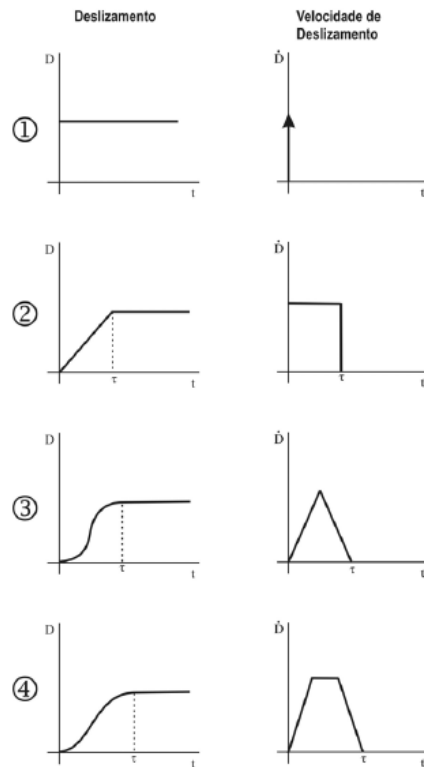 Deslizamento
Velocidade de
Deslizamento
D
Ḋ
①
t
t
D
Ḋ
②
τ
t
τ
t
D
Ḋ
③
τ
t
τ
t
D
Ḋ
④
τ
t
τ
t